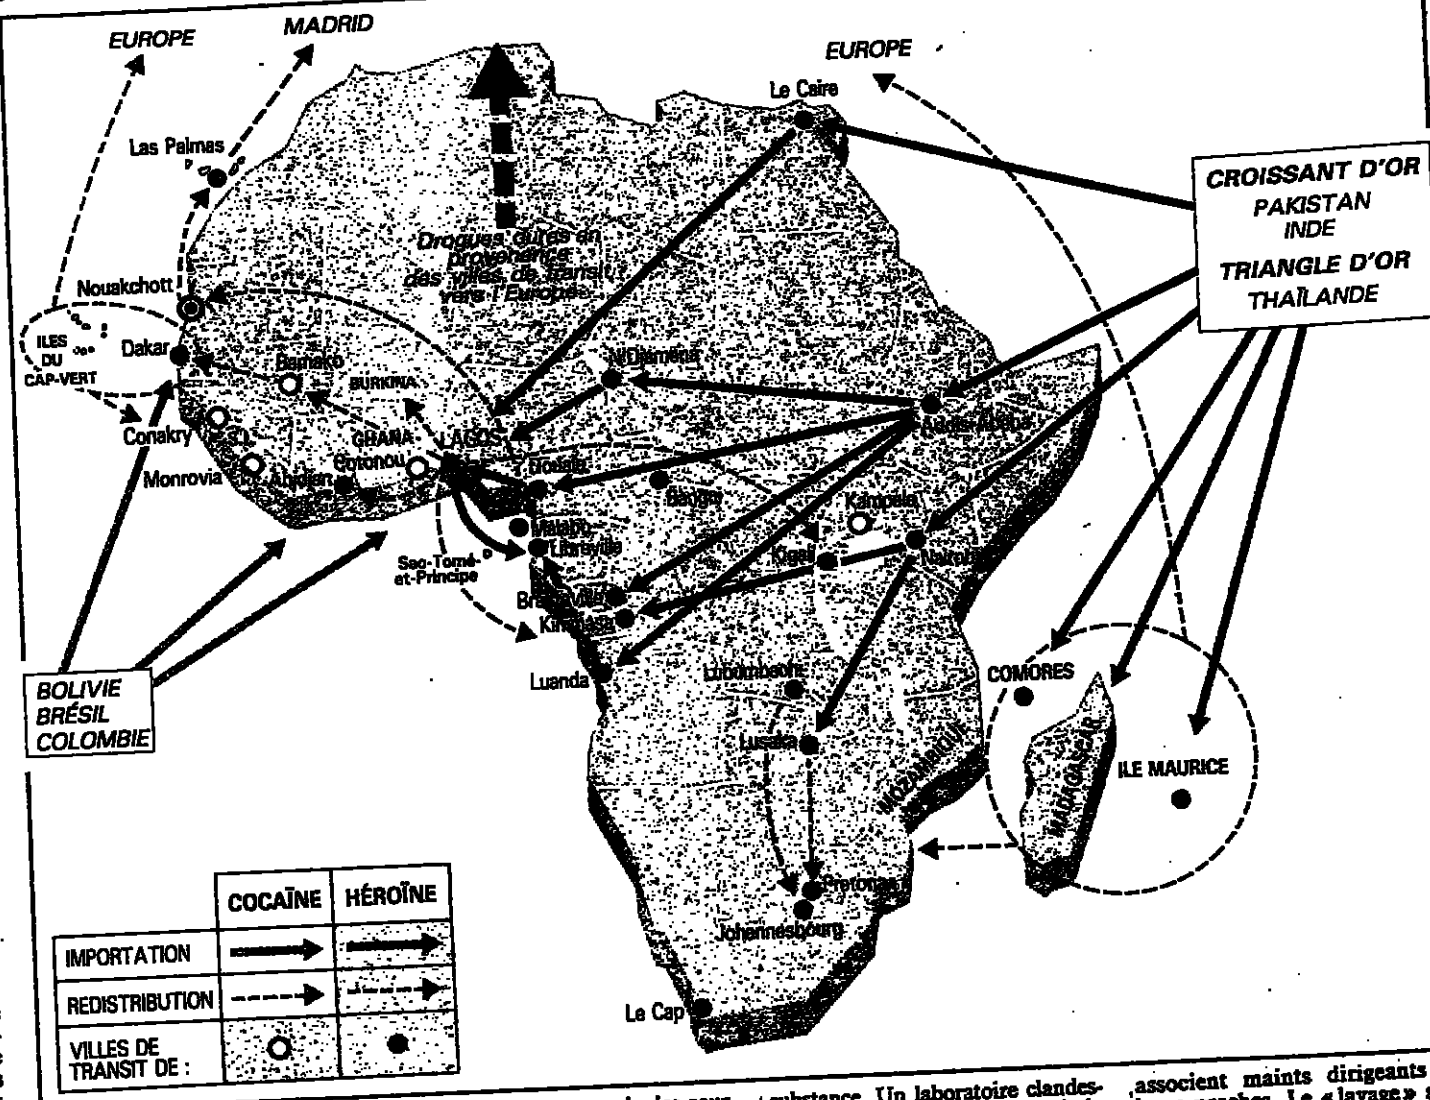 EUROPE
MADRID
EUROPE
Le Caire
Las Palmas
CROISSANT D'OR
PAKISTAN
INDE
TRIANGLE D'OR
THAÏLANDE
Drogues dures en
provenance
des villes de transit
vers l'Europe
Nouakchott
ILES
DU
CAP-VERT
Dakar
Bamako
BURKINA
N'Djamena
Addis-Abeba
Conakry
GHANA
LAGOS
Cotonou
Douala
Monrovia
Abidjan
Bangui
Kampala
Malabo
Libreville
Sao-Tomé-
et-Principe
Kigali
Nairobi
Brazzaville
Kinshasa
Luanda
Lubumbashi
COMORES
BOLIVIE
BRÉSIL
COLOMBIE
Lusaka
MOZAMBIQUE
MADAGASCAR
ILE MAURICE
Pretoria
Johannesbourg
Le Cap
COCAÏNE HÉROÏNE
IMPORTATION
REDISTRIBUTION
VILLES DE
TRANSIT DE :
substance. Un laboratoire clandes-
associent maints dirigeants
Le « lavage »